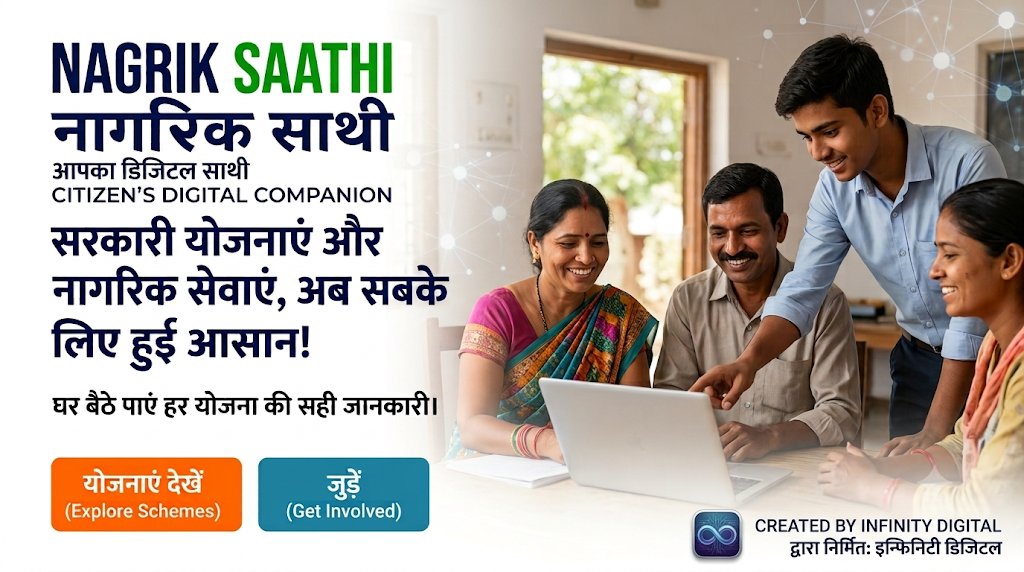 NAGRIK SAATHI
नागरिक साथी
आपका डिजिटल साथी
CITIZEN'S DIGITAL COMPANION
सरकारी योजनाएं और
नागरिक सेवाएं, अब सबके
लिए हुई आसान!
घर बैठे पाएं हर योजना की सही जानकारी।
योजनाएं देखें
(Explore Schemes)
जुड़ें
(Get Involved)
CREATED BY INFINITY DIGITAL
द्वारा निर्मित: इन्फिनिटी डिजिटल